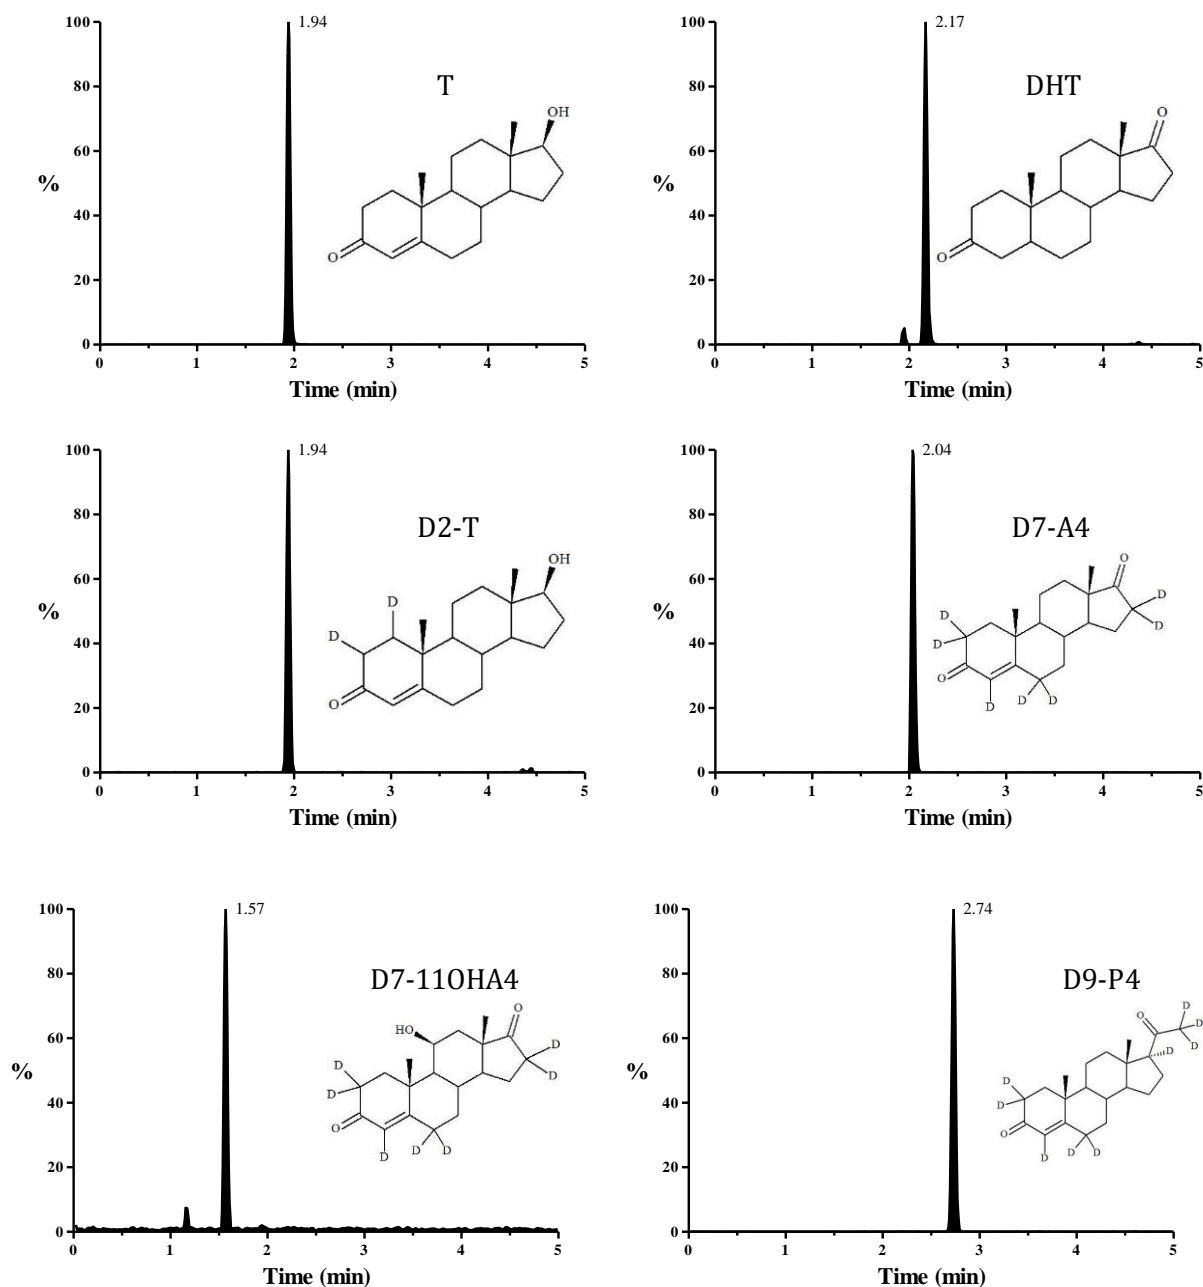 1.94
T
OH
O
%
100
80
60
40
20
0
0 1 2 3 4 5
Time (min)
2.17
DHT
O
O
%
100
80
60
40
20
0
0 1 2 3 4 5
Time (min)
1.94
D2-T
OH
D
D
O
%
100
80
60
40
20
0
0 1 2 3 4 5
Time (min)
2.04
D7-A4
O
D
D
D
D
O
D
D
D
%
100
80
60
40
20
0
0 1 2 3 4 5
Time (min)
1.57
D7-11OHA4
O
HO
D
D
D
D
O
D
D
D
%
100
80
60
40
20
0
0 1 2 3 4 5
Time (min)
2.74
D9-P4
D
O
D
D
D
D
D
O
D
D
D
%
100
80
60
40
20
0
0 1 2 3 4 5
Time (min)